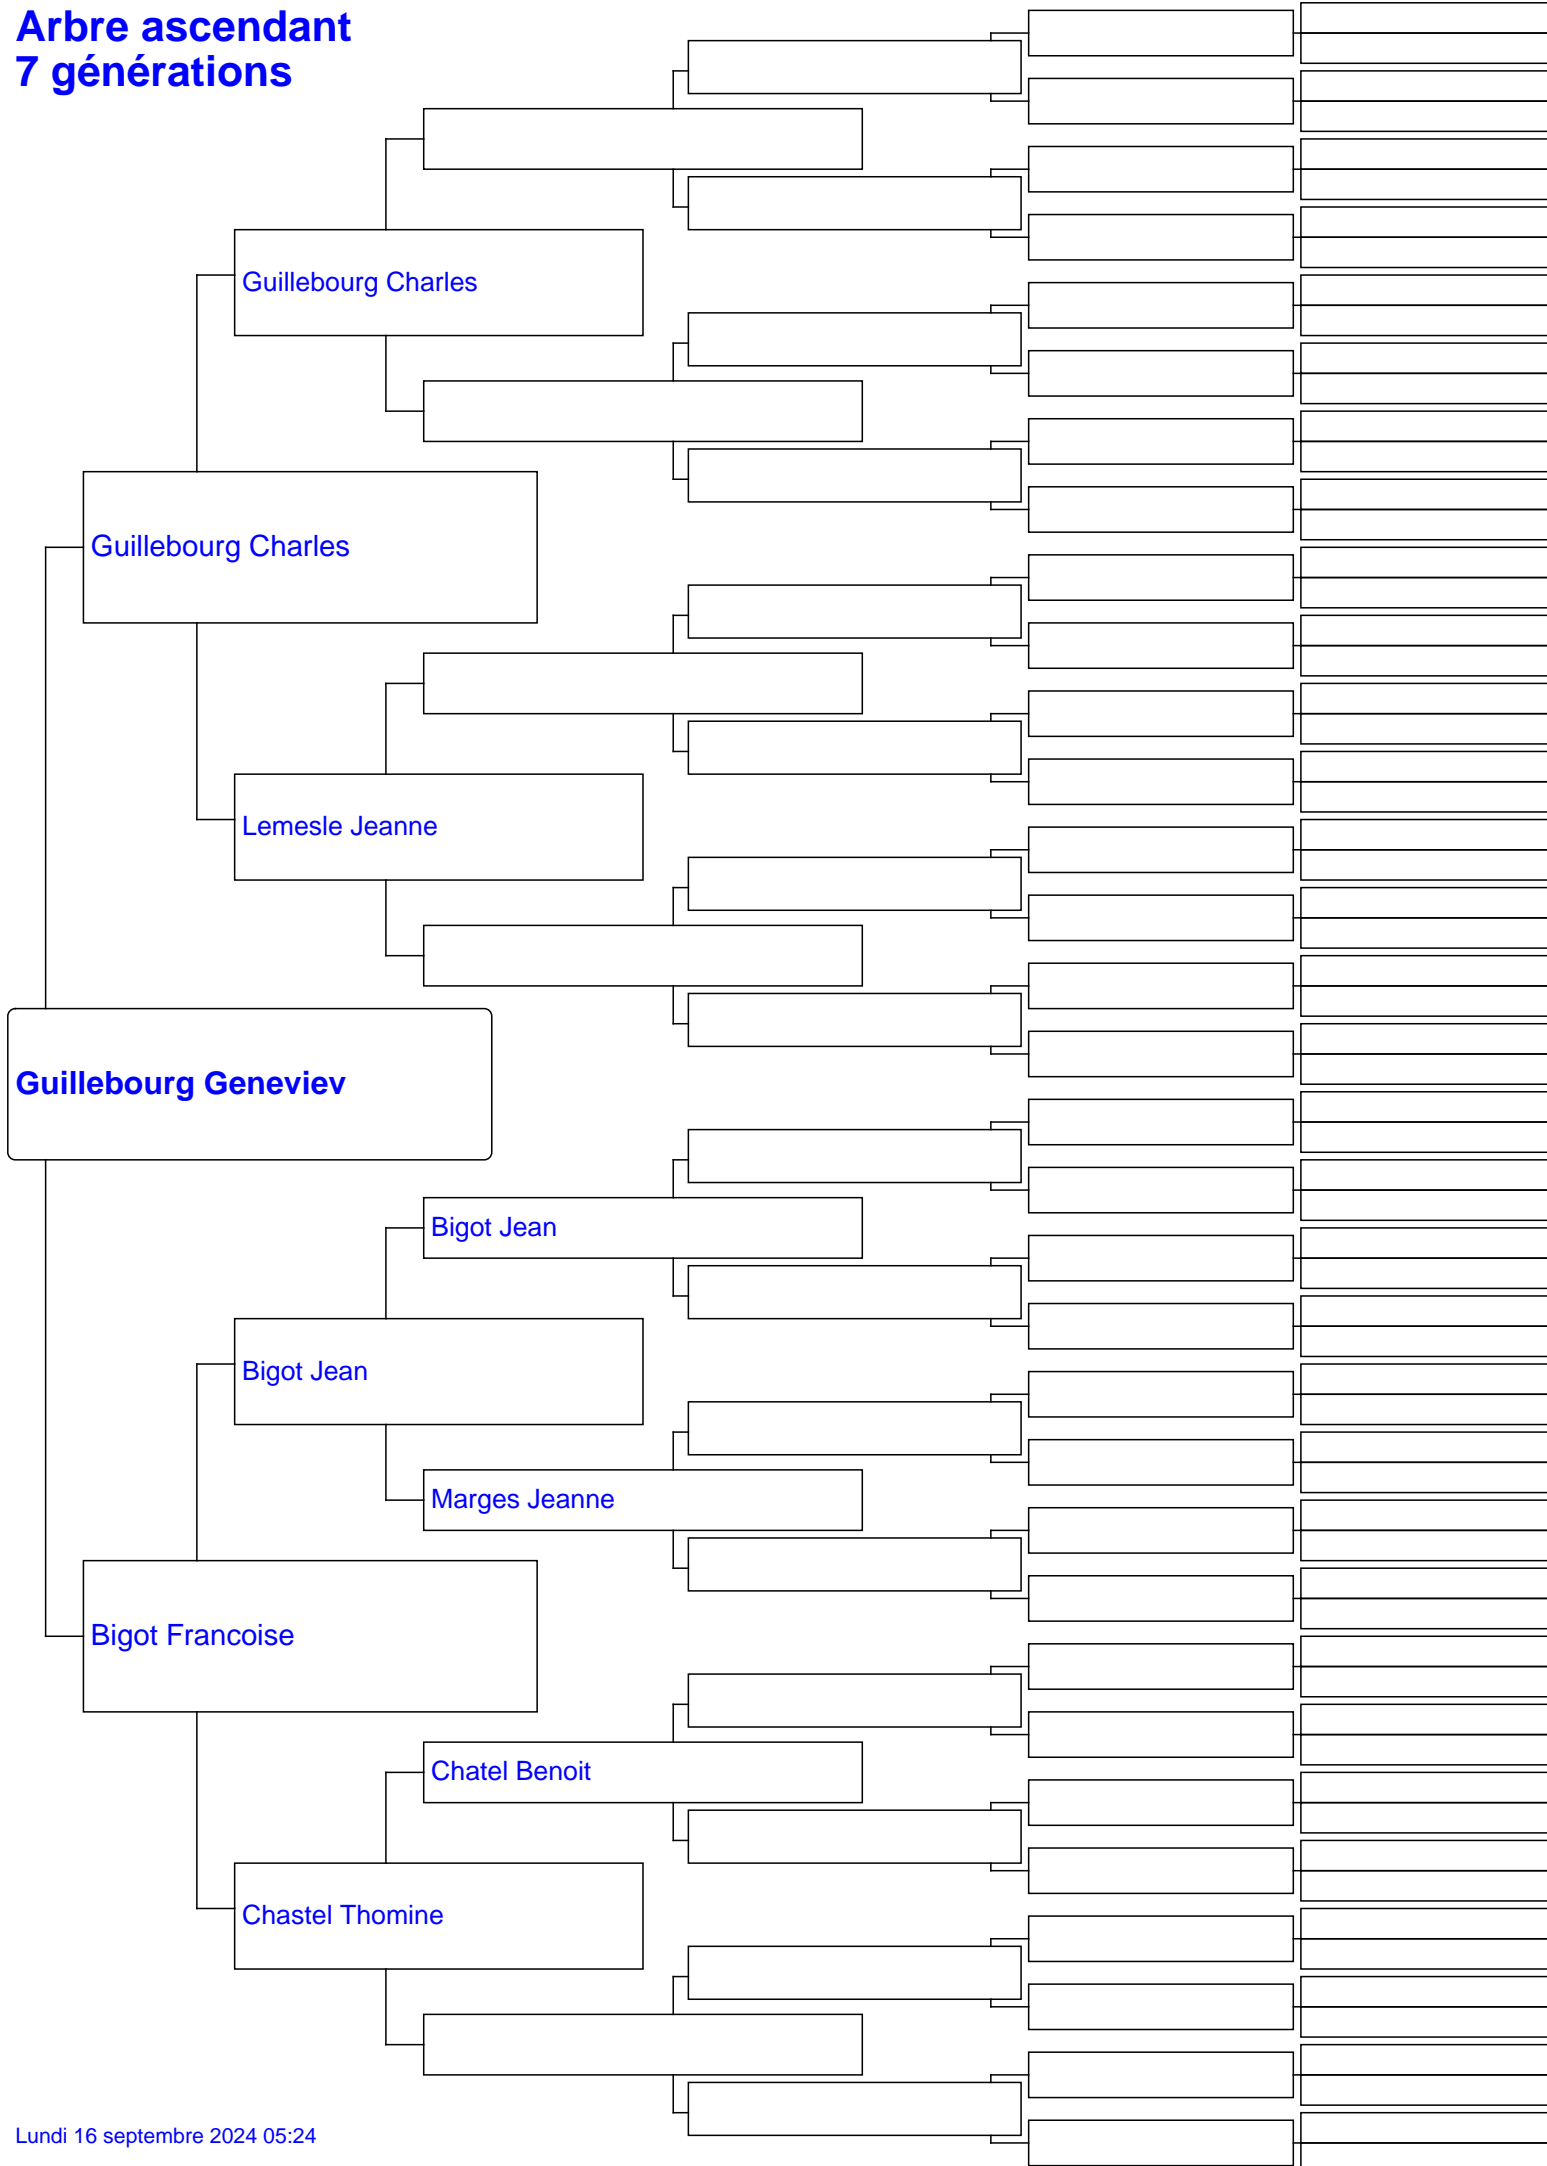 Arbre ascendant
7 générations
Guillebourg Charles
Guillebourg Charles
Lemesle Jeanne
Guillebourg Geneviev
Bigot Jean
Bigot Jean
Marges Jeanne
Bigot Francoise
Chatel Benoit
Chastel Thomine
Lundi 16 septembre 2024 05:24